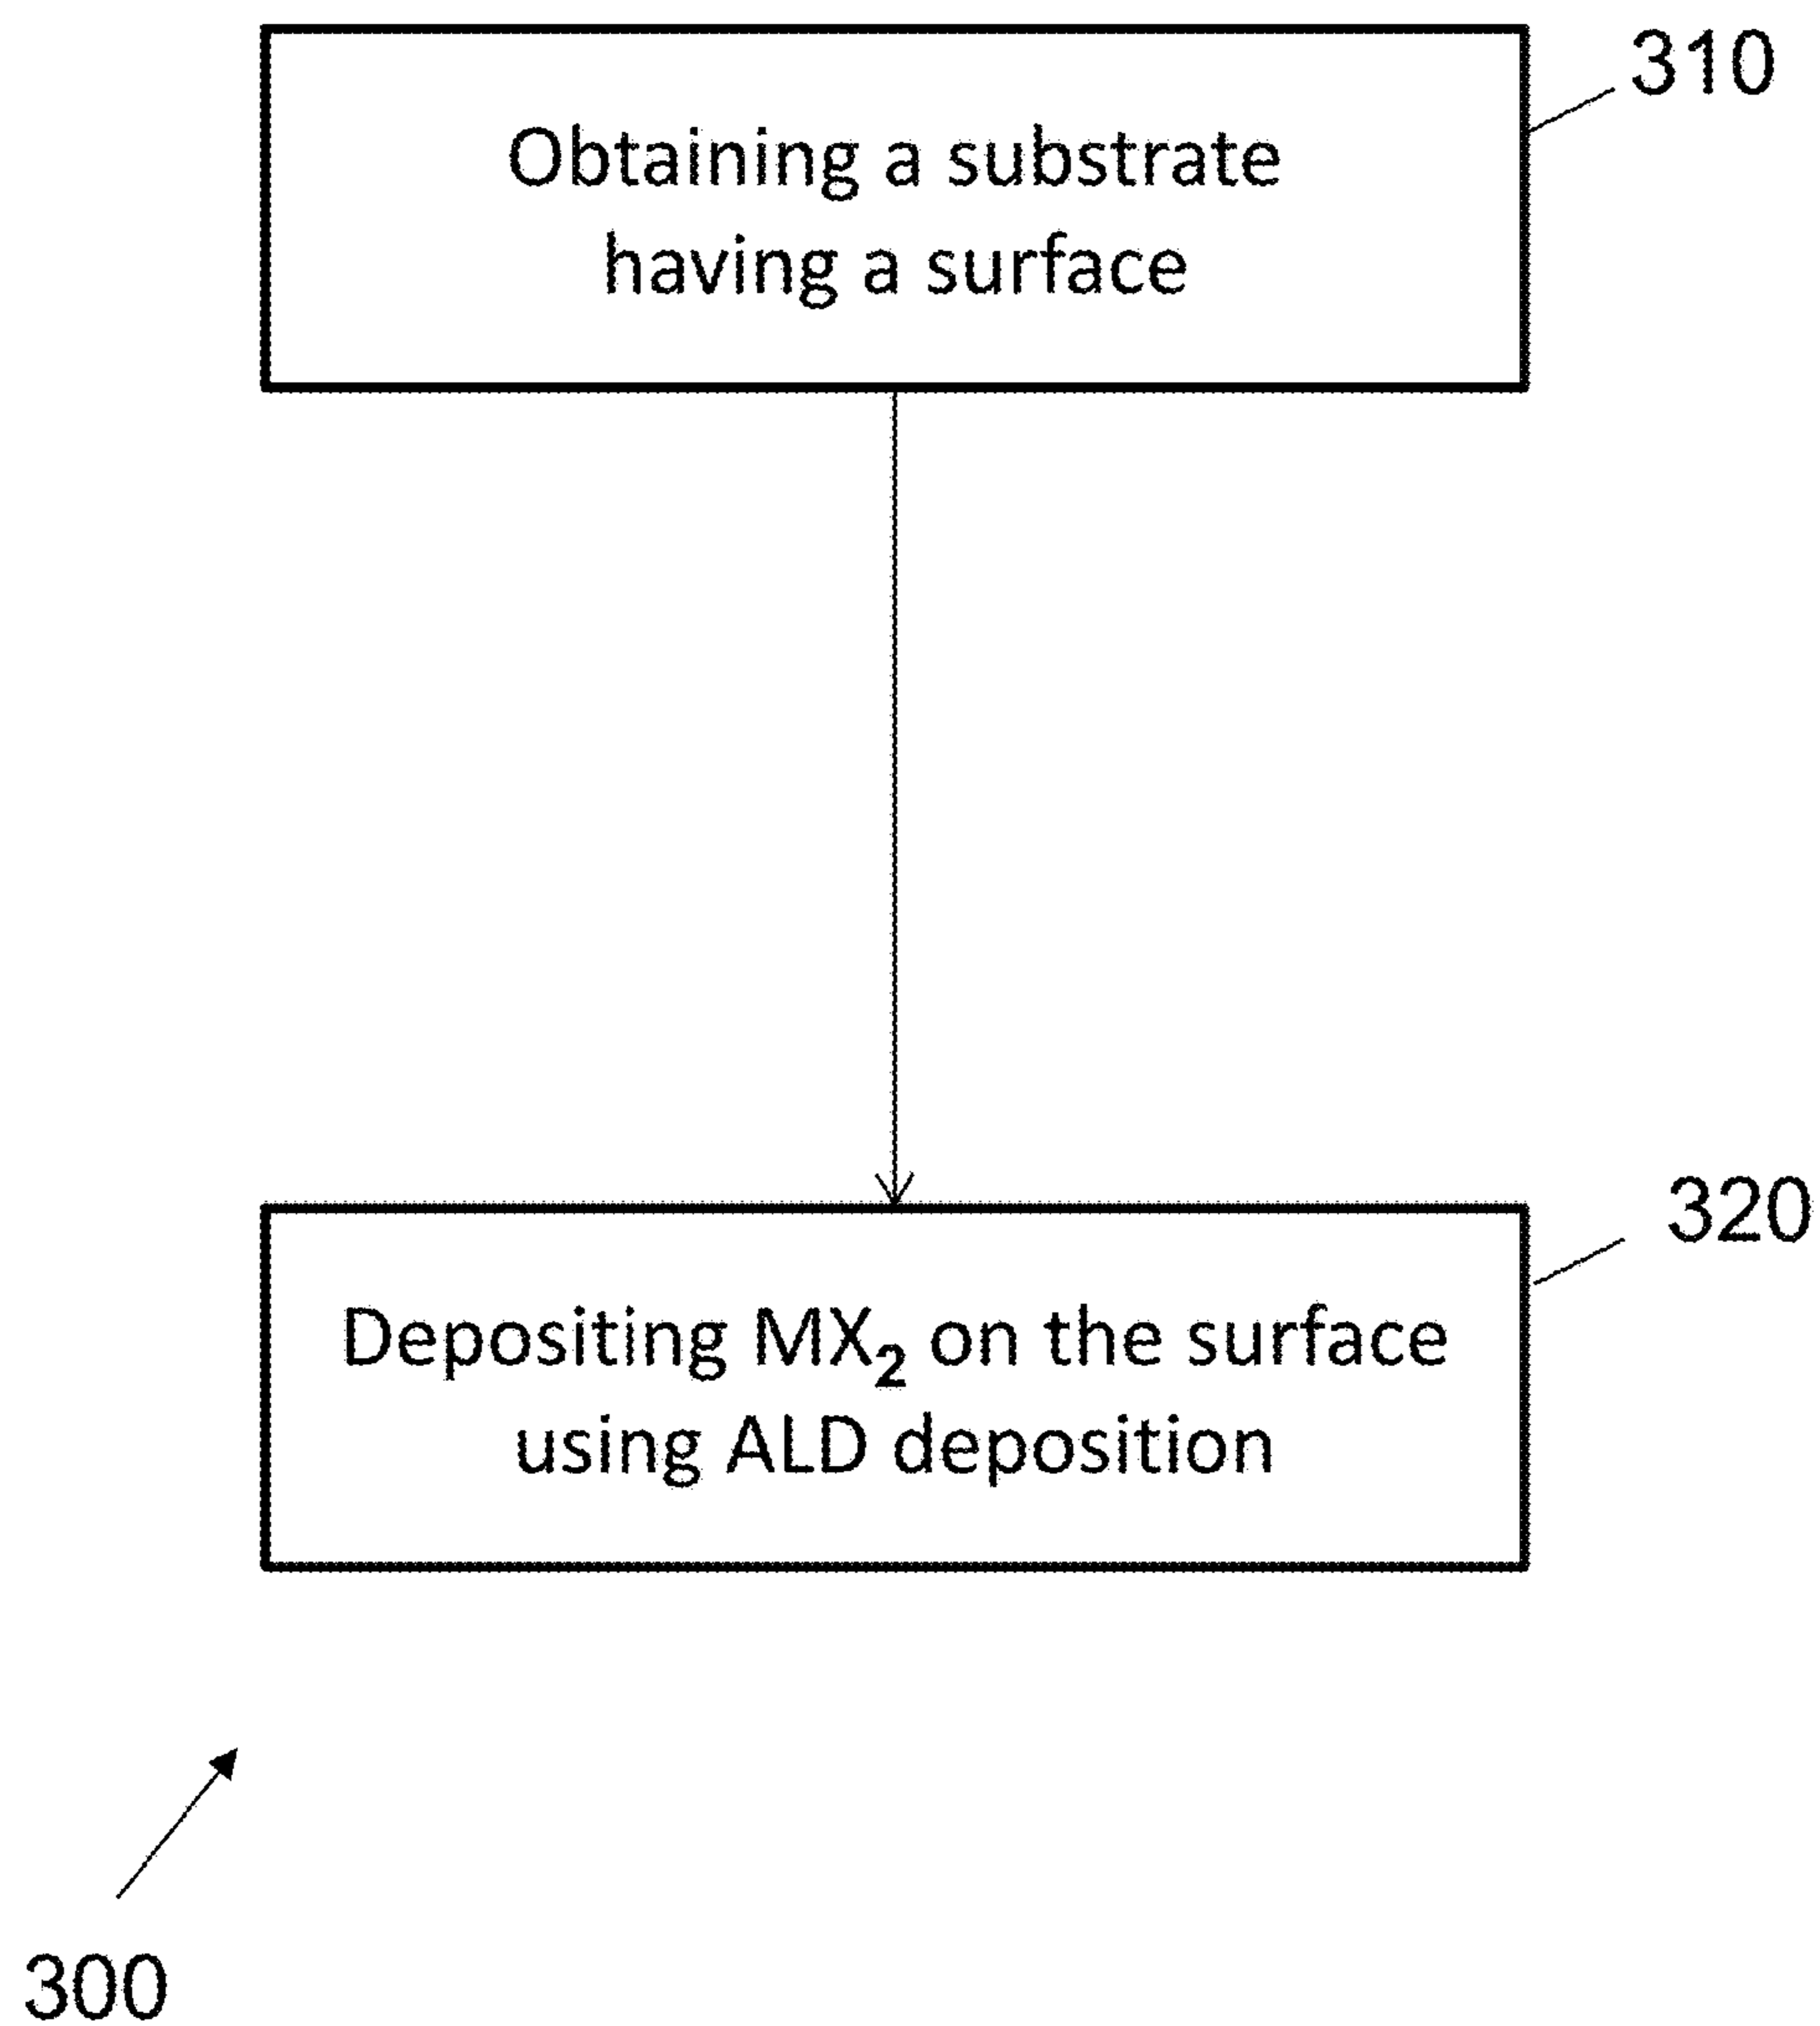 310
Obtaining a substrate
having a surface
320
Depositing MX₂ on the surface
using ALD deposition
300